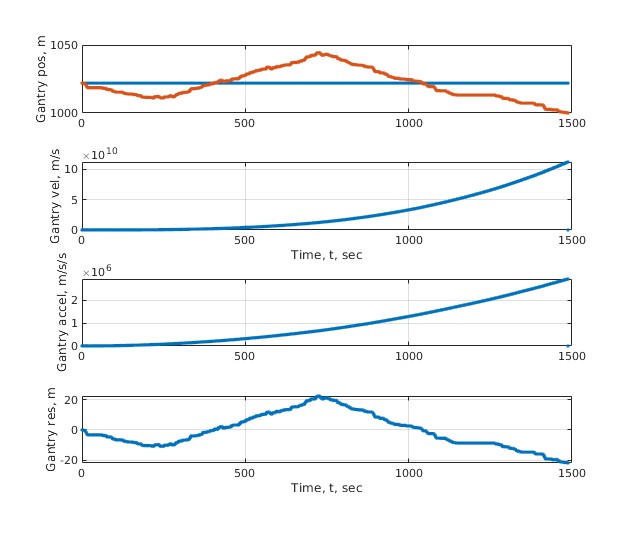 Gantry pos, m
1050
1000
0 500 1000 1500
×10^10
Gantry vel, m/s
10
5
0
0 500 1000 1500
Time, t, sec
×10^6
Gantry accel, m/s/s
2
1
0
0 500 1000 1500
Gantry res, m
20
0
-20
0 500 1000 1500
Time, t, sec